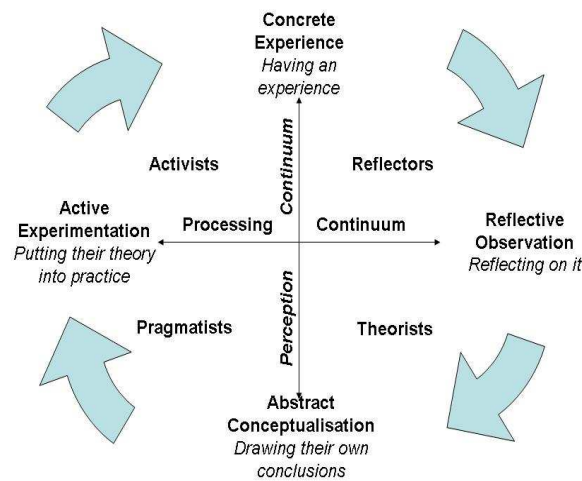 Concrete
Experience
Having an
experience
Activists
Reflectors
Continuum
Active
Experimentation
Putting their theory
into practice
Processing
Continuum
Reflective
Observation
Reflecting on it
Perception
Pragmatists
Theorists
Abstract
Conceptualisation
Drawing their own
conclusions